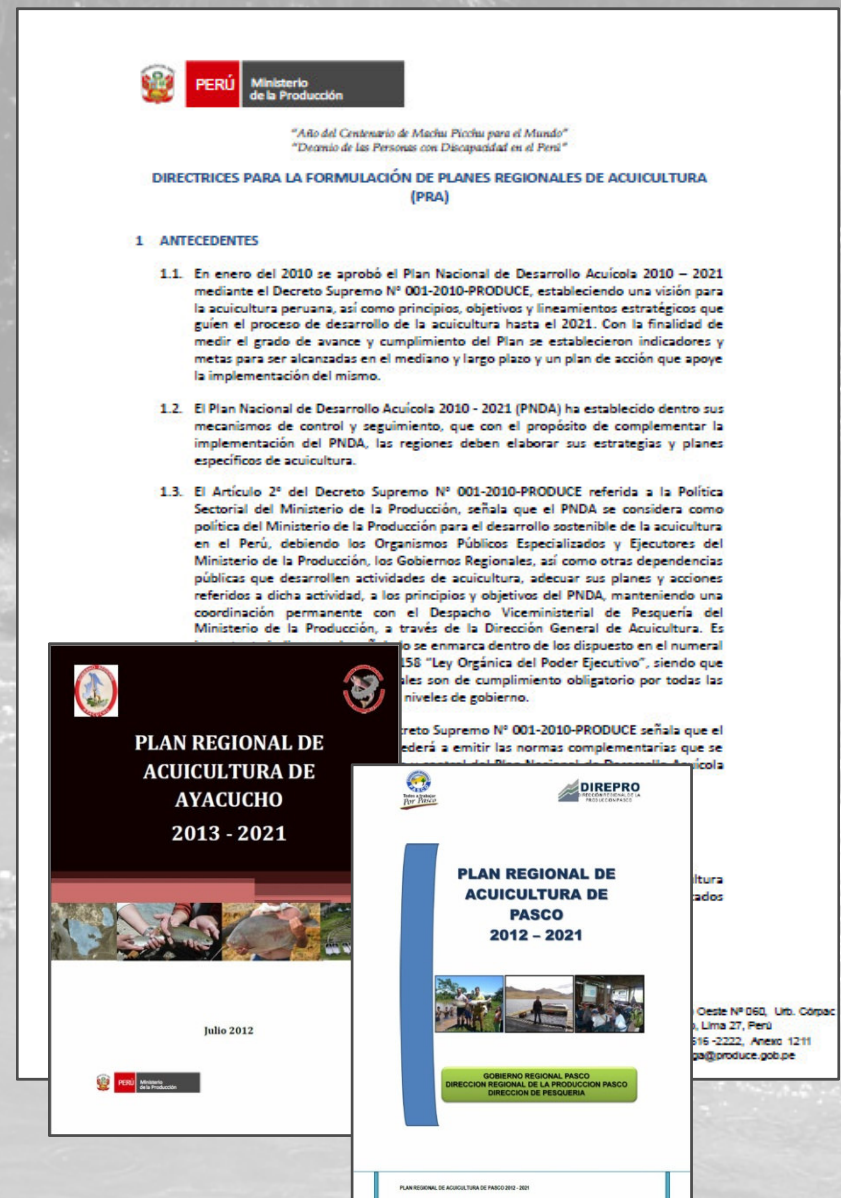 PERÚ
Ministerio
de la Producción
"Año del Centenario de Machu Picchu para el Mundo"
"Decenio de las Personas con Discapacidad en el Perú"
DIRECTRICES PARA LA FORMULACIÓN DE PLANES REGIONALES DE ACUICULTURA
(PRA)
1 ANTECEDENTES
1.1. En enero del 2010 se aprobó el Plan Nacional de Desarrollo Acuícola 2010 – 2021
mediante el Decreto Supremo Nº 001-2010-PRODUCE, estableciendo una visión para
la acuicultura peruana, así como principios, objetivos y lineamientos estratégicos que
guíen el proceso de desarrollo de la acuicultura hasta el 2021. Con la finalidad de
medir el grado de avance y cumplimiento del Plan se establecieron indicadores y
metas para ser alcanzadas en el mediano y largo plazo y un plan de acción que apoye
la implementación del mismo.
1.2. El Plan Nacional de Desarrollo Acuícola 2010 - 2021 (PNDA) ha establecido dentro sus
mecanismos de control y seguimiento, que con el propósito de complementar la
implementación del PNDA, las regiones deben elaborar sus estrategias y planes
específicos de acuicultura.
1.3. El Artículo 2° del Decreto Supremo Nº 001-2010-PRODUCE referida a la Política
Sectorial del Ministerio de la Producción, señala que el PNDA se considera como
política del Ministerio de la Producción para el desarrollo sostenible de la acuicultura
en el Perú, debiendo los Organismos Públicos Especializados y Ejecutores del
Ministerio de la Producción, los Gobiernos Regionales, así como otras dependencias
públicas que desarrollen actividades de acuicultura, adecuar sus planes y acciones
referidos a dicha actividad, a los principios y objetivos del PNDA, manteniendo una
coordinación permanente con el Despacho Viceministerial de Pesquería del
Ministerio de la Producción, a través de la Dirección General de Acuicultura. Es
se enmarca dentro de los dispuesto en el numeral
158 "Ley Orgánica del Poder Ejecutivo", siendo que
son de cumplimiento obligatorio por todas las
niveles de gobierno.
Supremo Nº 001-2010-PRODUCE señala que el
a emitir las normas complementarias que se
PLAN REGIONAL DE
ACUICULTURA DE
AYACUCHO
2013 - 2021
Julio 2012
PERÚ
Ministerio
de la Producción
Oeste Nº 060, Urb. Córpac
Lima 27, Perú
616 -2222, Anexo 1211
@produce.gob.pe
Por Pasco
DIREPRO
PLAN REGIONAL DE
ACUICULTURA DE
PASCO
2012 – 2021
GOBIERNO REGIONAL PASCO
DIRECCION REGIONAL DE LA PRODUCCION PASCO
DIRECCION DE PESQUERIA
PLAN REGIONAL DE ACUICULTURA DE PASCO 2012 - 2021